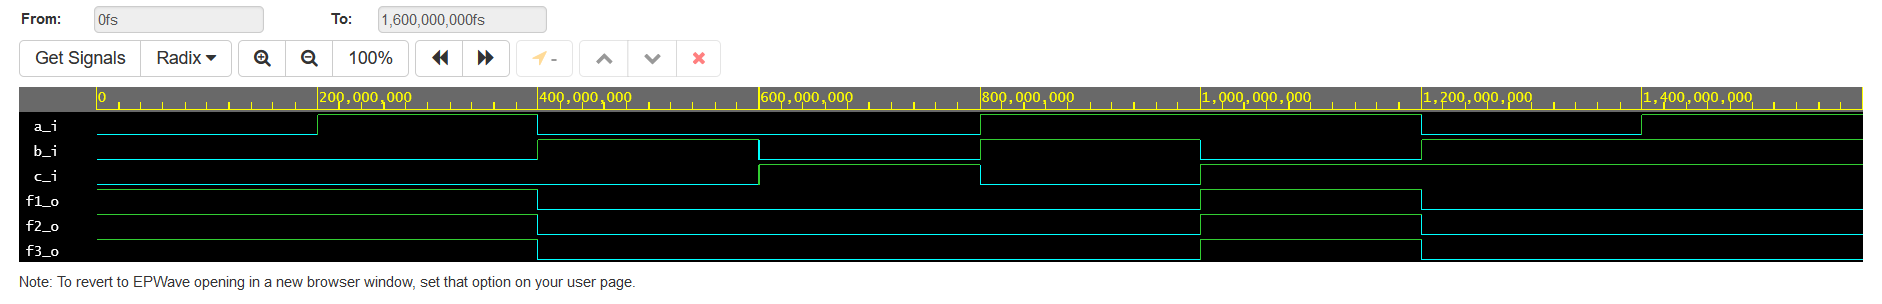 From: 0fs To: 1,600,000,000fs
Get Signals Radix 100% -
0 200,000,000 400,000,000 600,000,000 800,000,000 1,000,000,000 1,200,000,000 1,400,000,000
a_i
b_i
c_i
f1_o
f2_o
f3_o
Note: To revert to EPWave opening in a new browser window, set that option on your user page.